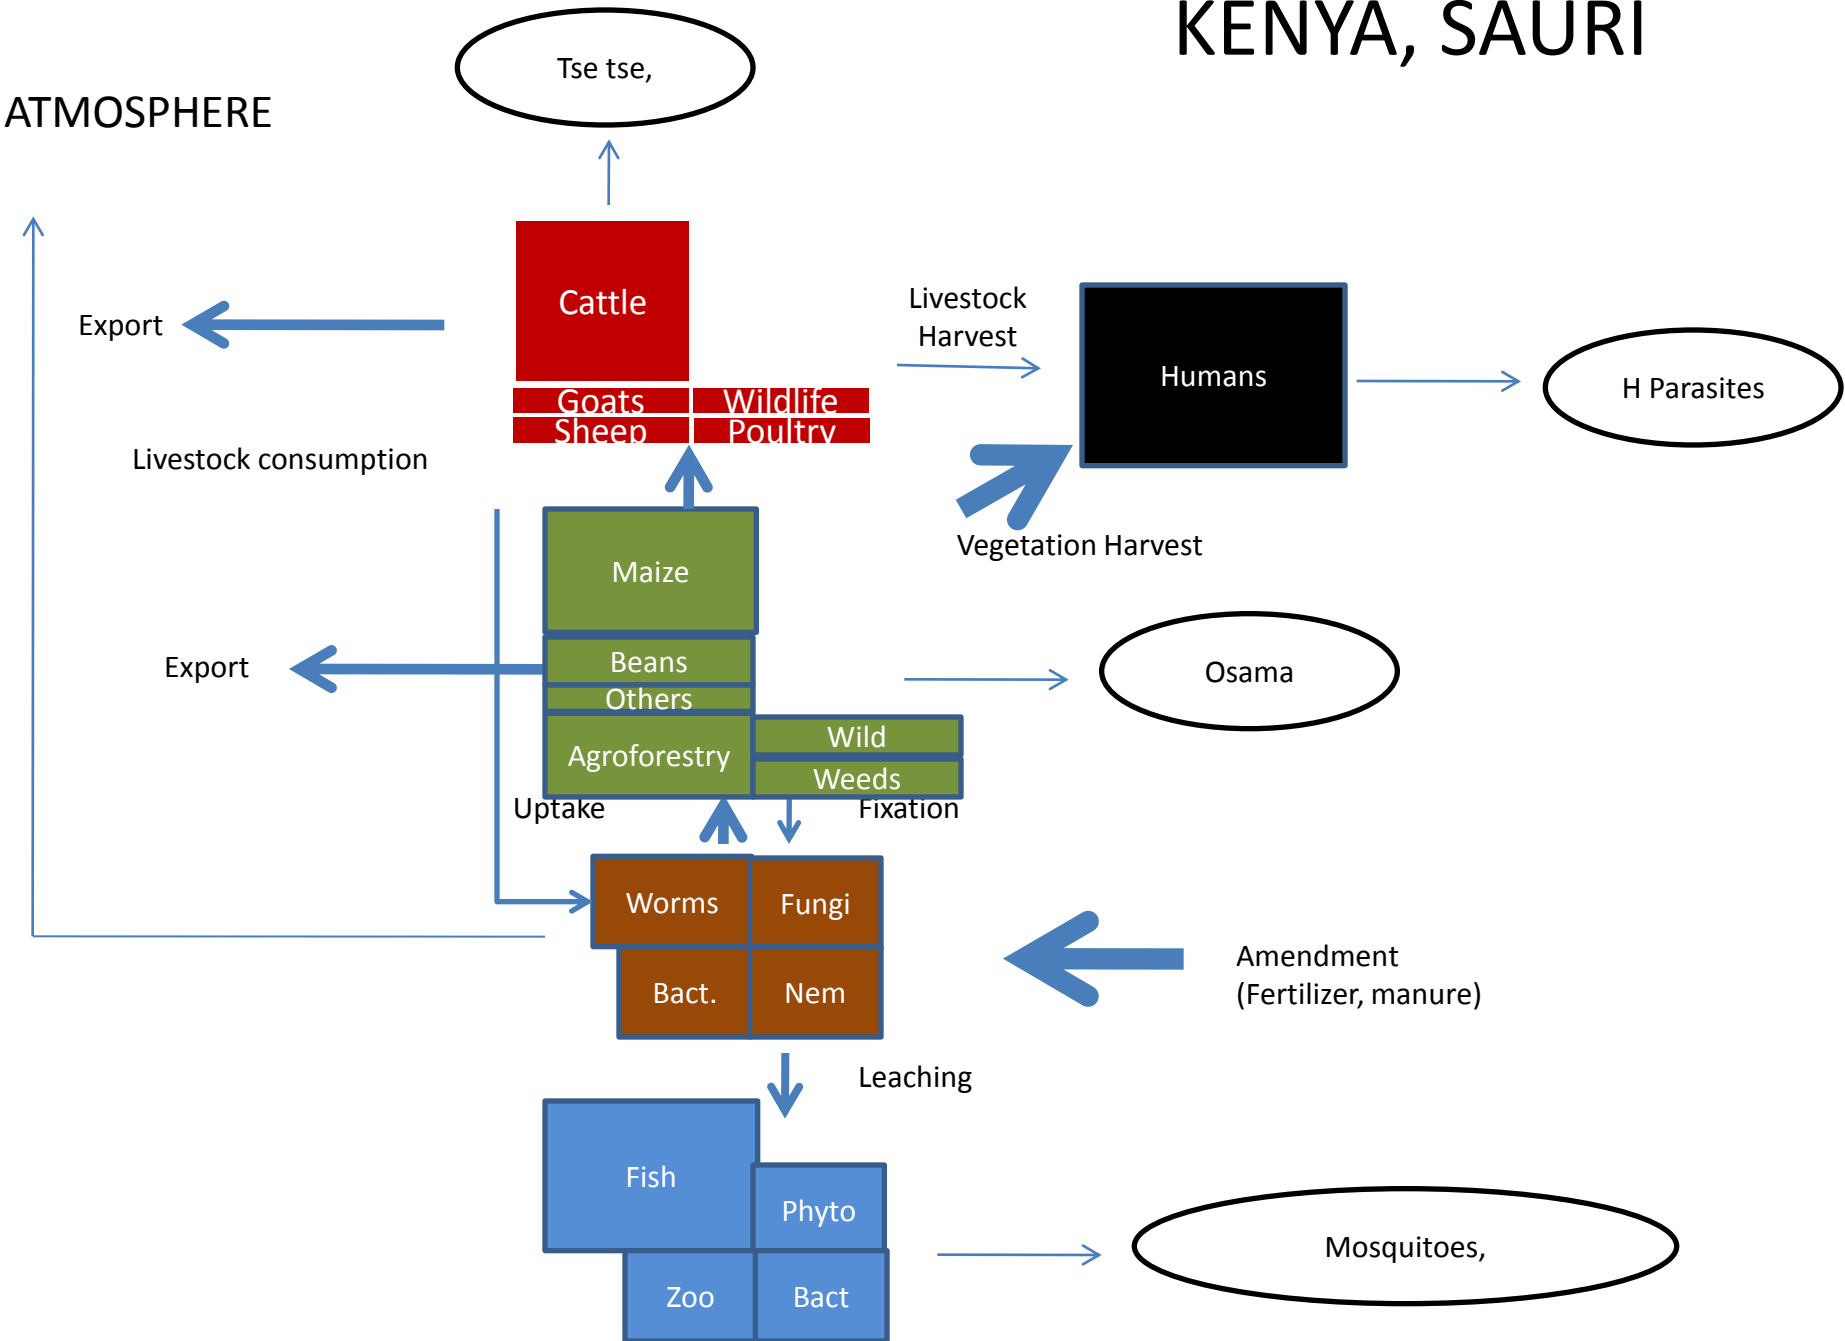 KENYA, SAURI
Tse tse,
ATMOSPHERE
Cattle
Livestock
Harvest
Export
Humans
H Parasites
Goats
Wildlife
Sheep
Poultry
Livestock consumption
Vegetation Harvest
Maize
Beans
Export
Osama
Others
Agroforestry
Wild
Weeds
Uptake
Fixation
Worms
Fungi
Bact.
Nem
Amendment
(Fertilizer, manure)
Leaching
Fish
Phyto
Mosquitoes,
Zoo
Bact